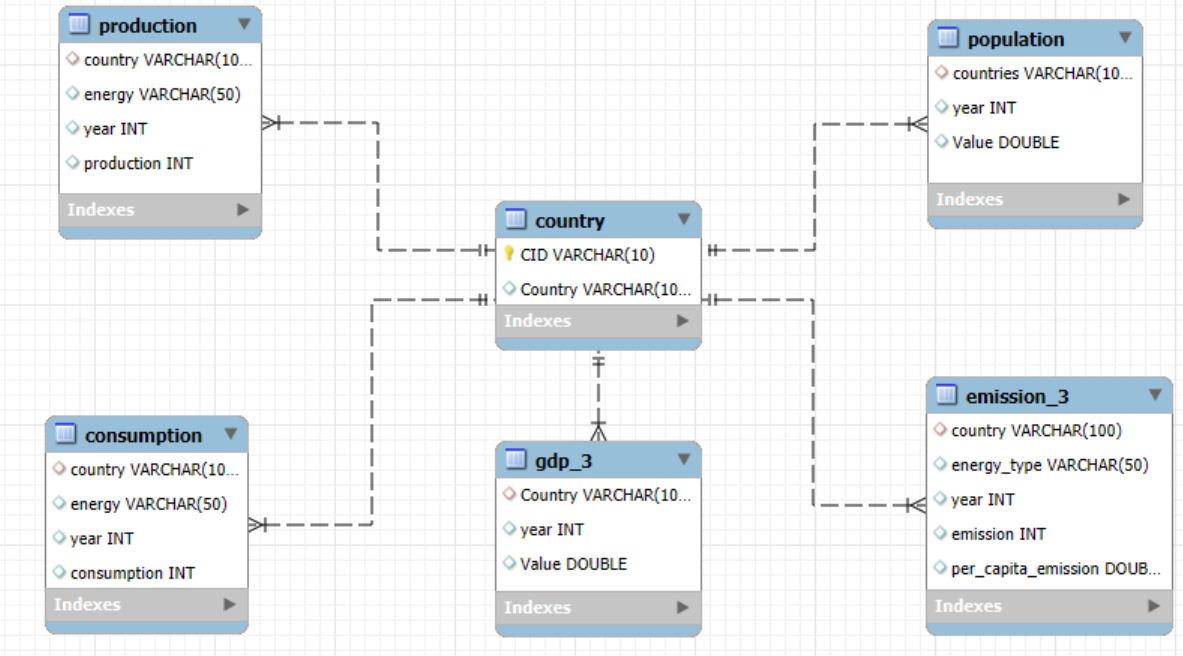 production
country VARCHAR(10...
energy VARCHAR(50)
year INT
production INT
Indexes
population
countries VARCHAR(10...
year INT
Value DOUBLE
Indexes
country
CID VARCHAR(10)
Country VARCHAR(10...
Indexes
consumption
country VARCHAR(10...
energy VARCHAR(50)
year INT
consumption INT
Indexes
gdp_3
Country VARCHAR(10...
year INT
Value DOUBLE
Indexes
emission_3
country VARCHAR(100)
energy_type VARCHAR(50)
year INT
emission INT
per_capita_emission DOUB...
Indexes